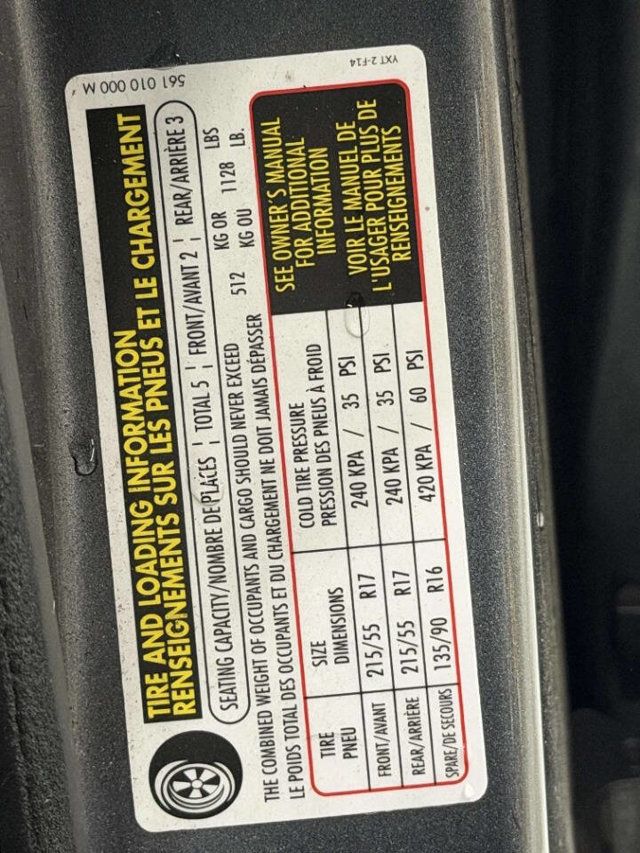 561 010 000 M
YXT 2-F14
TIRE AND LOADING INFORMATION
RENSEIGNEMENTS SUR LES PNEUS ET LE CHARGEMENT
SEATING CAPACITY/NOMBRE DE PLACES ¦ TOTAL 5 ¦ FRONT/AVANT 2 ¦ REAR/ARRIÈRE 3
THE COMBINED WEIGHT OF OCCUPANTS AND CARGO SHOULD NEVER EXCEED 512 KG OR 1128 LBS
LE POIDS TOTAL DES OCCUPANTS ET DU CHARGEMENT NE DOIT JAMAIS DÉPASSER KG OU LB.
TIRE SIZE COLD TIRE PRESSURE
PNEU DIMENSIONS PRESSION DES PNEUS À FROID
FRONT/AVANT 215/55 R17 240 KPA / 35 PSI
REAR/ARRIÈRE 215/55 R17 240 KPA / 35 PSI
SPARE/DE SECOURS 135/90 R16 420 KPA / 60 PSI
SEE OWNER'S MANUAL
FOR ADDITIONAL
INFORMATION
VOIR LE MANUEL DE
L'USAGER POUR PLUS DE
RENSEIGNEMENTS